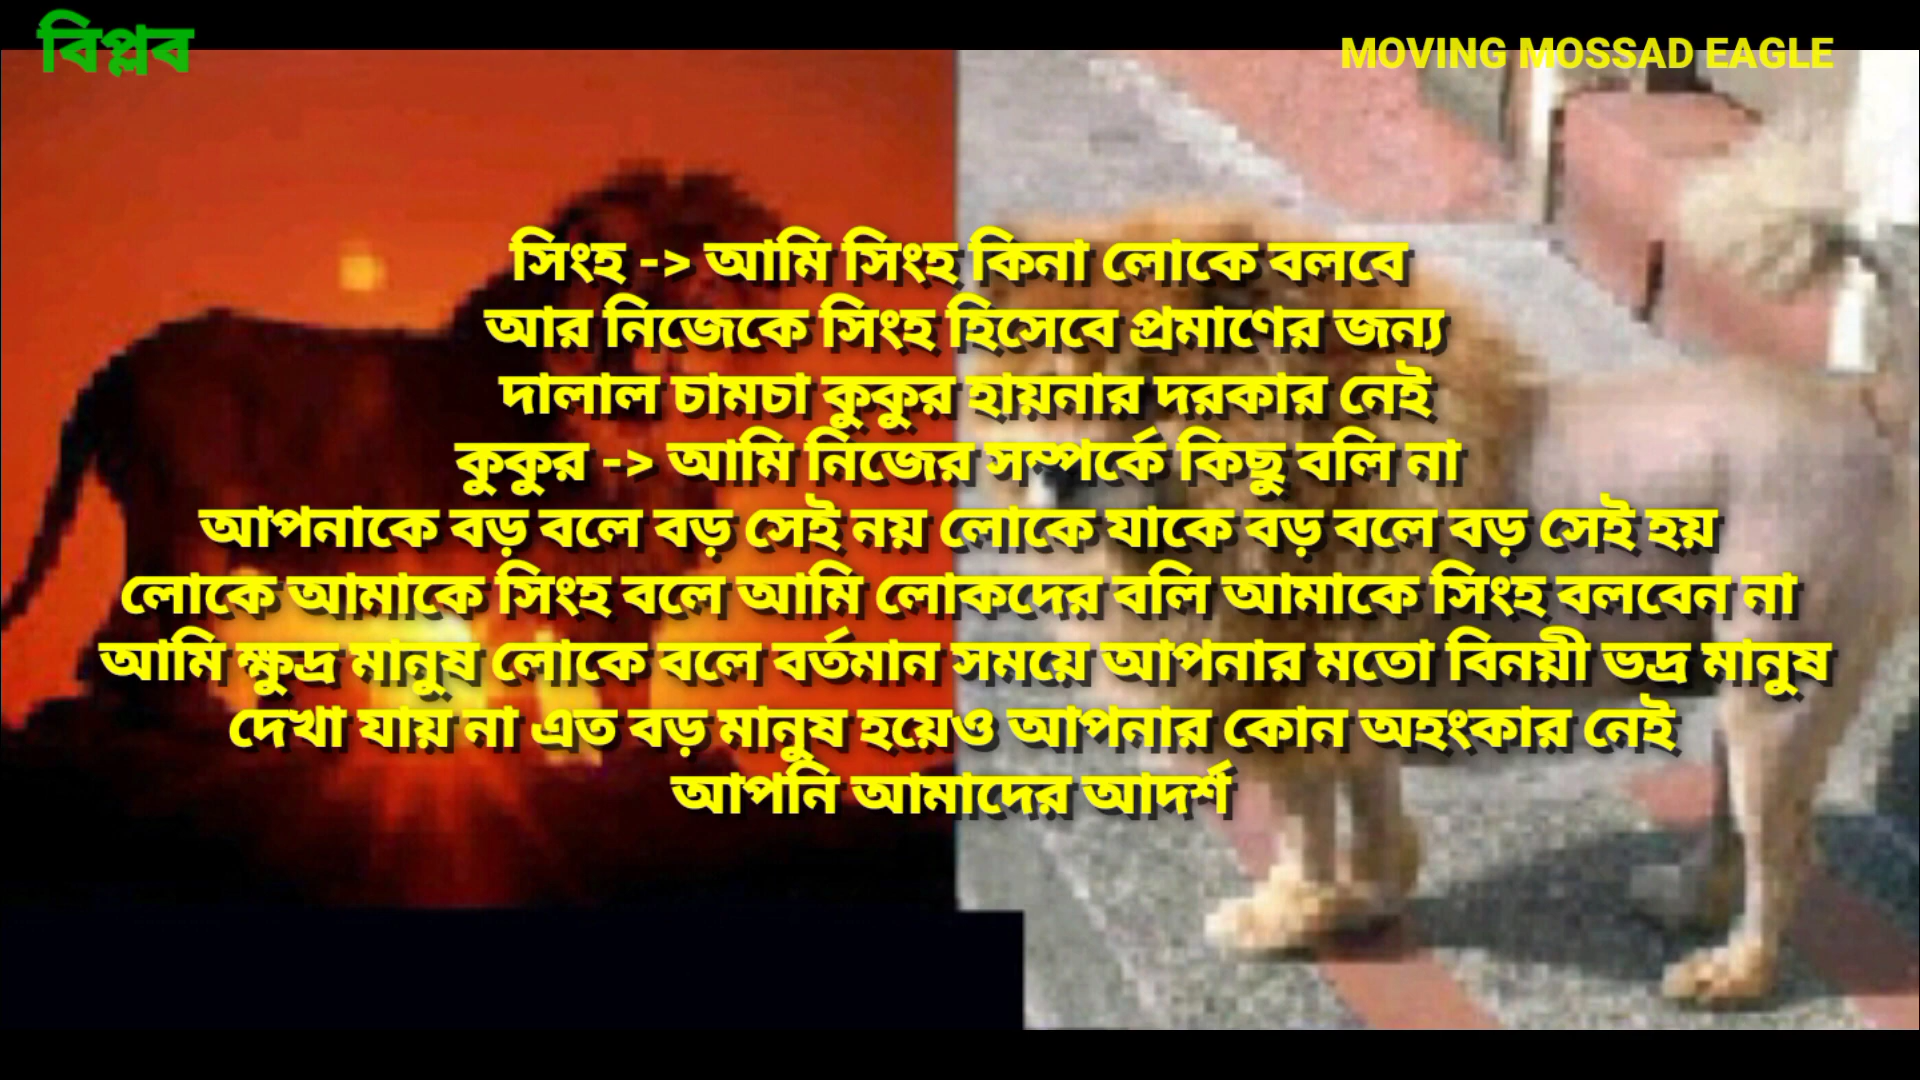 বিপ্লব
MOVING MOSSAD EAGLE
সিংহ -> আমি সিংহ কিনা লোকে বলবে
আর নিজেকে সিংহ হিসেবে প্রমাণের জন্য
দালাল চামচা কুকুর হায়নার দরকার নেই
কুকুর -> আমি নিজের সম্পর্কে কিছু বলি না
আপনাকে বড় বলে বড় সেই নয় লোকে যাকে বড় বলে বড় সেই হয়
লোকে আমাকে সিংহ বলে আমি লোকদের বলি আমাকে সিংহ বলবেন না
আমি ক্ষুদ্র মানুষ লোকে বলে বর্তমান সময়ে আপনার মতো বিনয়ী ভদ্র মানুষ
দেখা যায় না এত বড় মানুষ হয়েও আপনার কোন অহংকার নেই
আপনি আমাদের আদর্শ